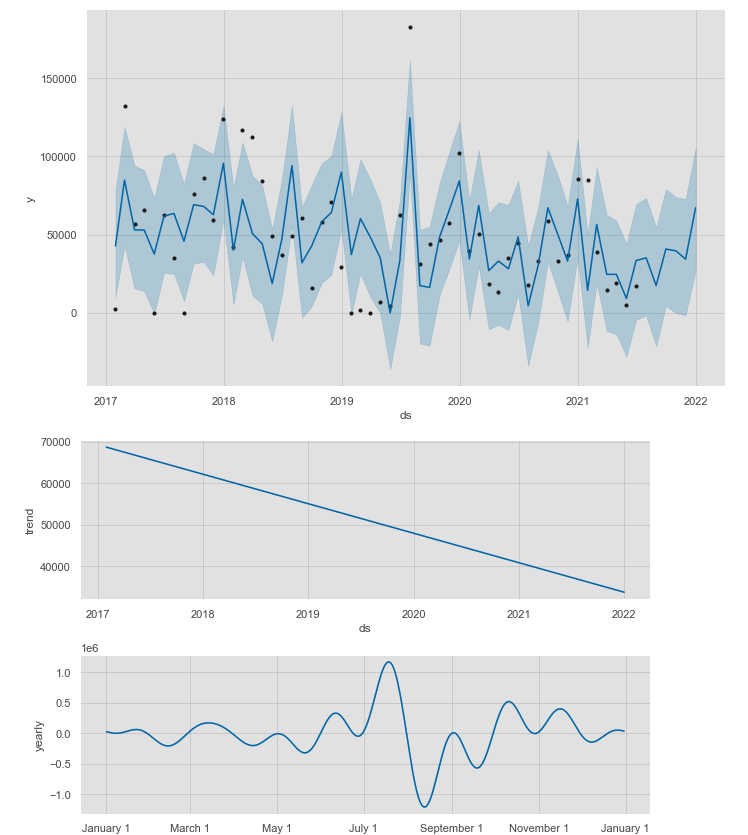 150000
100000
50000
0
y
2017 2018 2019 2020 2021 2022
ds
70000
60000
50000
40000
trend
2017 2018 2019 2020 2021 2022
ds
1e6
1.0
0.5
0.0
−0.5
−1.0
yearly
January 1 March 1 May 1 July 1 September 1 November 1 January 1